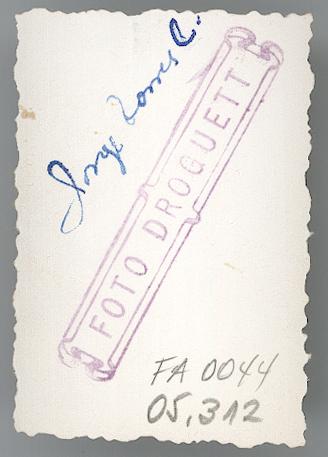 Jorge Torres C.
FOTO DROGUETT
FA 0044
05,312